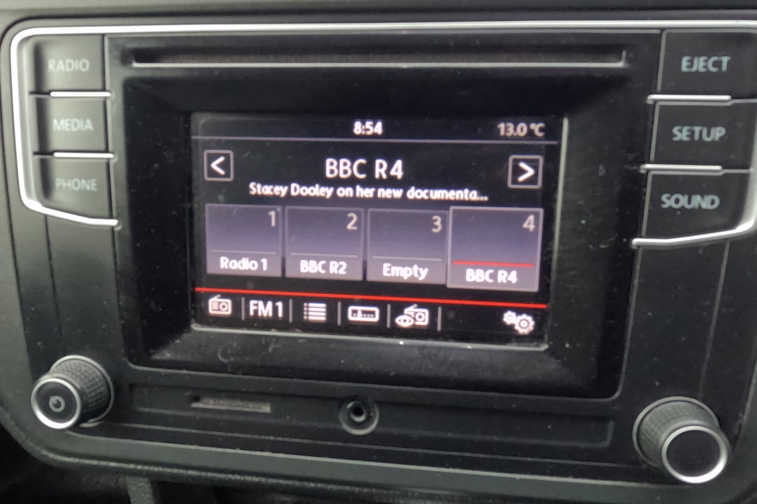 RADIO
MEDIA
PHONE
EJECT
SETUP
SOUND
8:54 13.0 °C
< BBC R4 >
Stacey Dooley on her new documenta...
1 2 3 4
Radio 1 BBC R2 Empty BBC R4
FM1